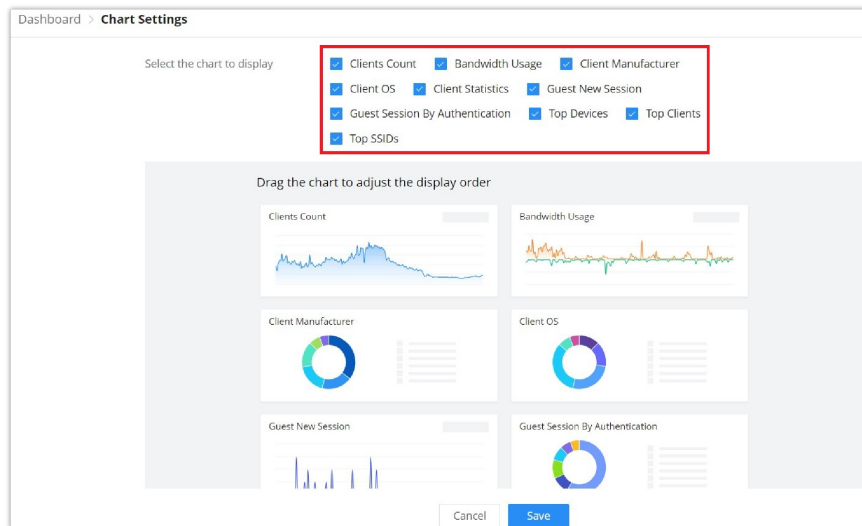 Dashboard > Chart Settings
Select the chart to display
Clients Count Bandwidth Usage Client Manufacturer
Client OS Client Statistics Guest New Session
Guest Session By Authentication Top Devices Top Clients
Top SSIDs
Drag the chart to adjust the display order
Clients Count
Bandwidth Usage
Client Manufacturer
Client OS
Guest New Session
Guest Session By Authentication
Cancel
Save